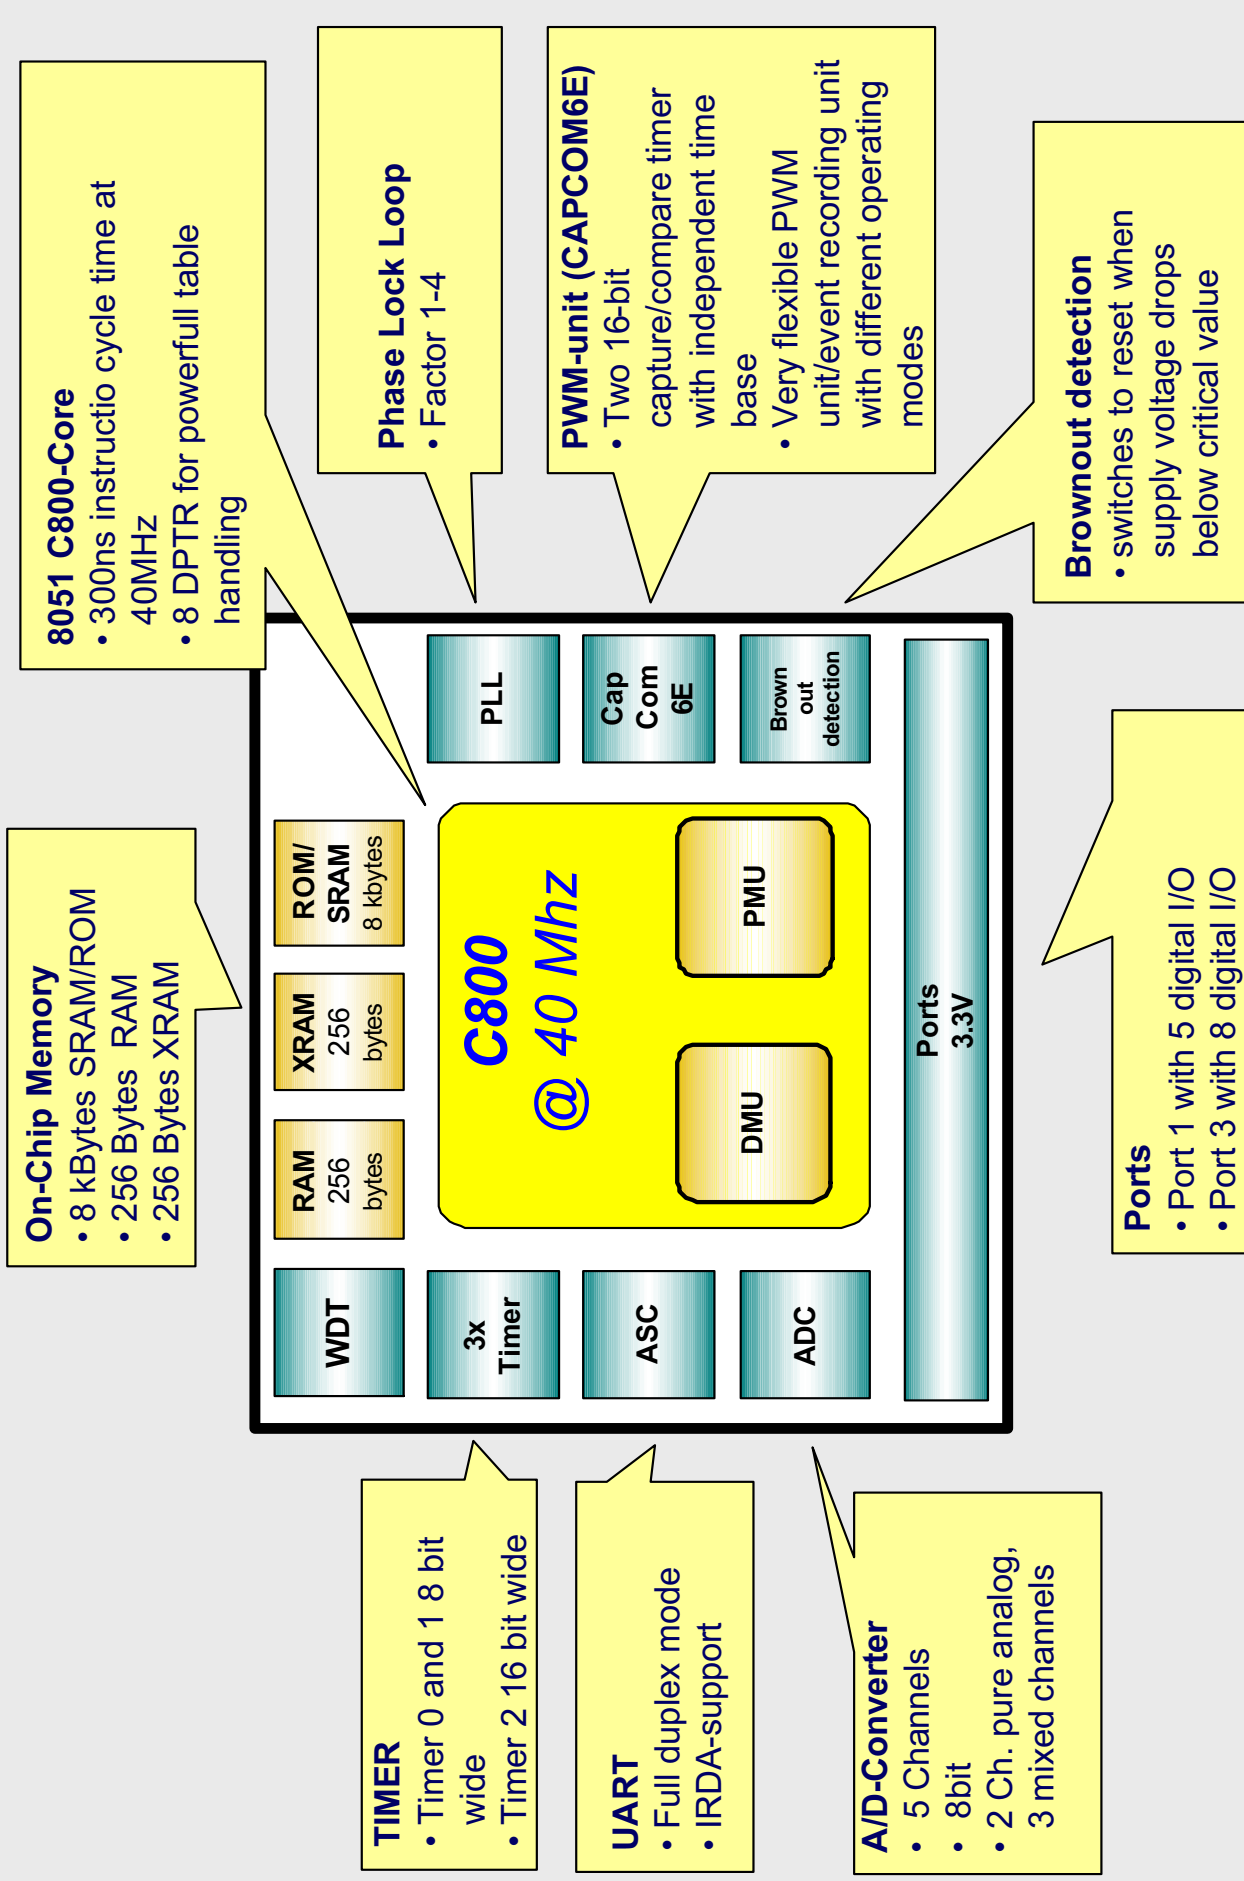 On-Chip Memory
• 8 kBytes SRAM/ROM
• 256 Bytes RAM
• 256 Bytes XRAM
8051 C800-Core
• 300ns instructio cycle time at
40MHz
• 8 DPTR for powerfull table
handling
Phase Lock Loop
• Factor 1-4
PWM-unit (CAPCOM6E)
• Two 16-bit
capture/compare timer
with independent time
base
• Very flexible PWM
unit/event recording unit
with different operating
modes
Brownout detection
• switches to reset when
supply voltage drops
below critical value
TIMER
• Timer 0 and 1 8 bit
wide
• Timer 2 16 bit wide
UART
• Full duplex mode
• IRDA-support
A/D-Converter
• 5 Channels
• 8bit
• 2 Ch. pure analog,
3 mixed channels
Ports
• Port 1 with 5 digital I/O
• Port 3 with 8 digital I/O
WDT
RAM
256
bytes
XRAM
256
bytes
ROM/
SRAM
8 kbytes
3x
Timer
ASC
ADC
C800
@ 40 Mhz
DMU
PMU
PLL
Cap
Com
6E
Brown
out
detection
Ports
3.3V